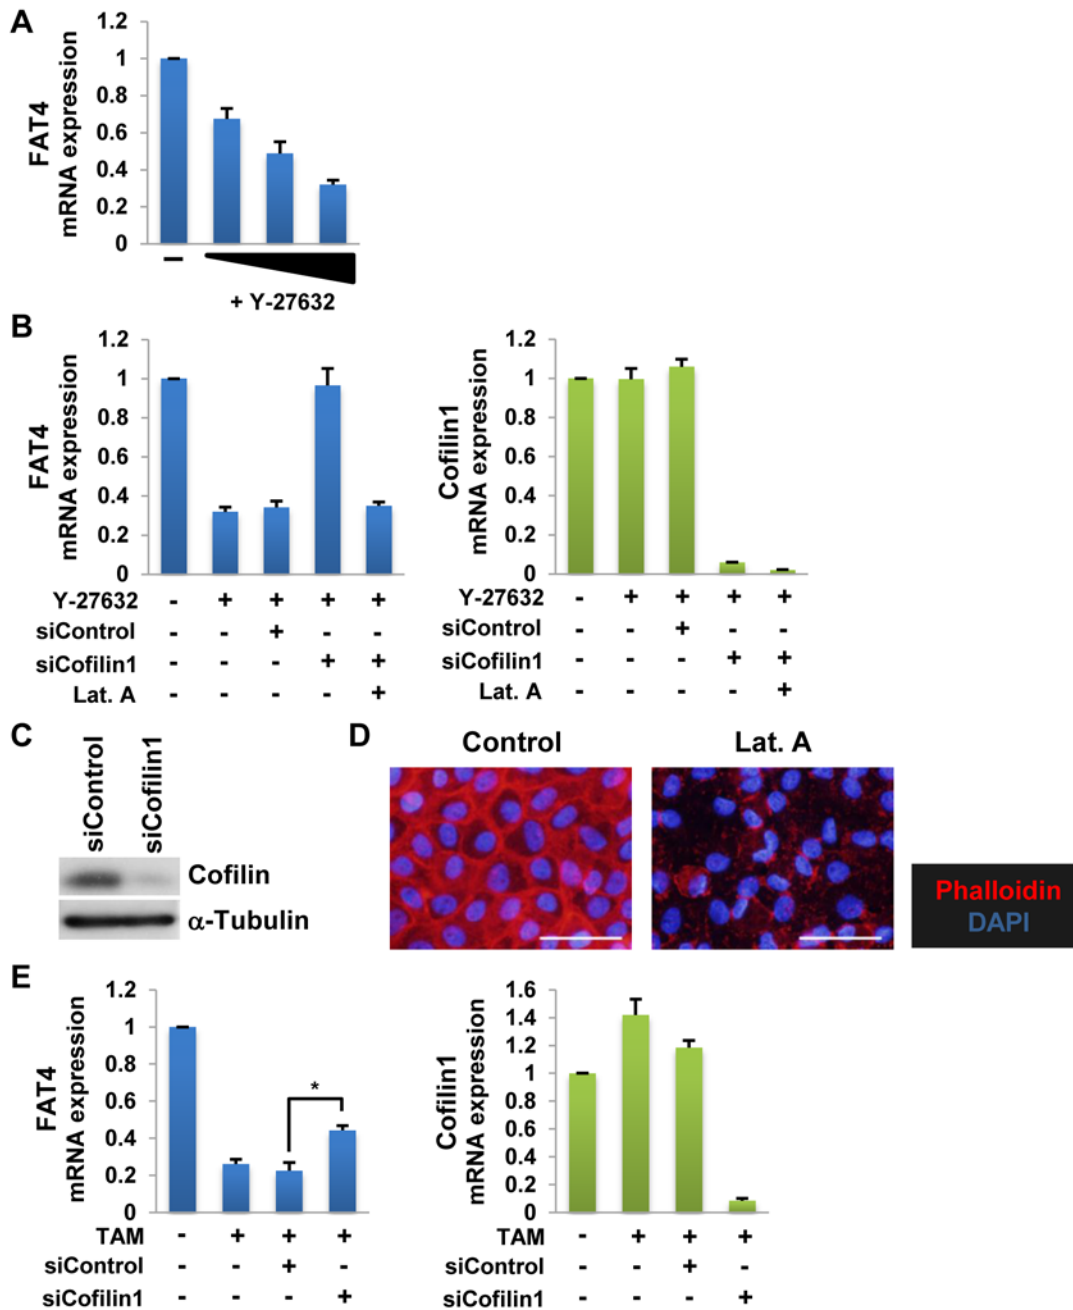 A
FAT4
mRNA expression
1.2
1
0.8
0.6
0.4
0.2
0
–
+ Y-27632
B
FAT4
mRNA expression
1.2
1
0.8
0.6
0.4
0.2
0
Y-27632 - + + + +
siControl - - + - -
siCofilin1 - - - + +
Lat. A - - - - +
Cofilin1
mRNA expression
1.2
1
0.8
0.6
0.4
0.2
0
Y-27632 - + + + +
siControl - - + - -
siCofilin1 - - - + +
Lat. A - - - - +
C
siControl
siCofilin1
Cofilin
α-Tubulin
D
Control
Lat. A
Phalloidin
DAPI
E
FAT4
mRNA expression
1.2
1
0.8
0.6
0.4
0.2
0
*
TAM - + + +
siControl - - + -
siCofilin1 - - - +
Cofilin1
mRNA expression
1.6
1.4
1.2
1
0.8
0.6
0.4
0.2
0
TAM - + + +
siControl - - + -
siCofilin1 - - - +